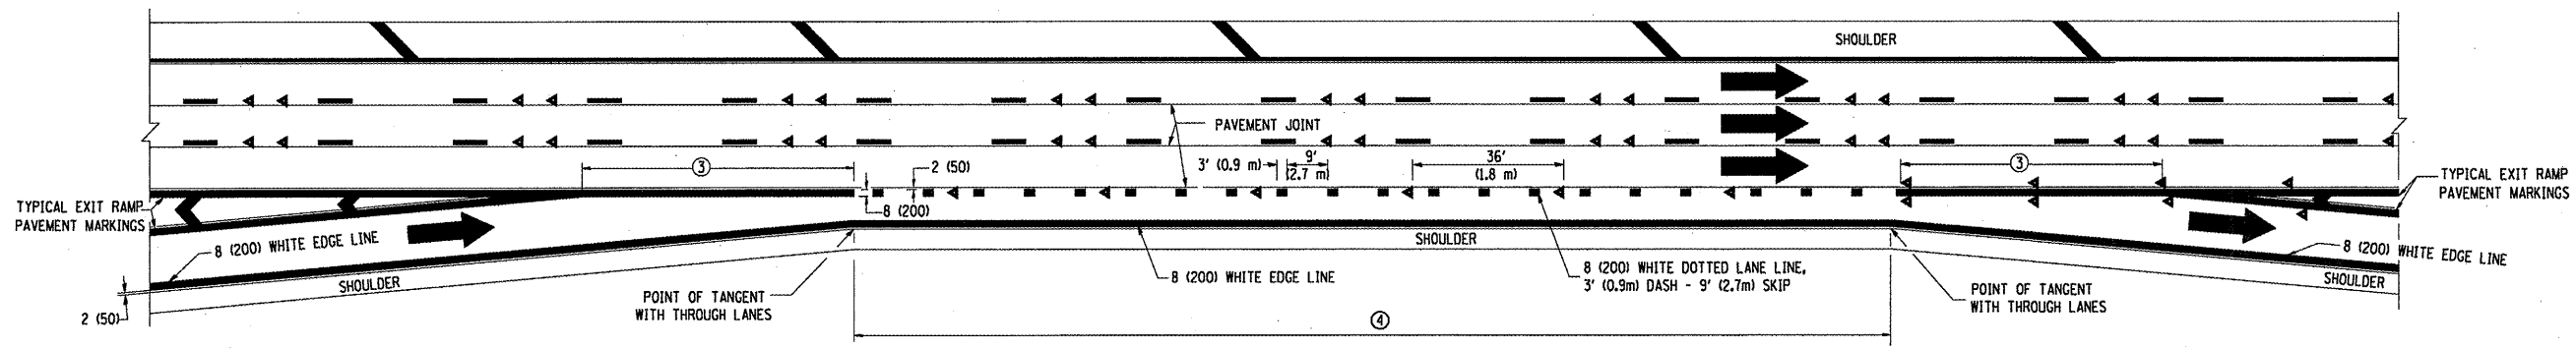 SHOULDER
PAVEMENT JOINT
3' (0.9 m)
9'
(2.7 m)
36'
(1.8 m)
3
2 (50)
8 (200)
3
TYPICAL EXIT RAMP
PAVEMENT MARKINGS
TYPICAL EXIT RAMP
PAVEMENT MARKINGS
8 (200) WHITE EDGE LINE
SHOULDER
2 (50)
POINT OF TANGENT
WITH THROUGH LANES
8 (200) WHITE EDGE LINE
SHOULDER
8 (200) WHITE DOTTED LANE LINE,
3' (0.9m) DASH - 9' (2.7m) SKIP
4
POINT OF TANGENT
WITH THROUGH LANES
8 (200) WHITE EDGE LINE
SHOULDER